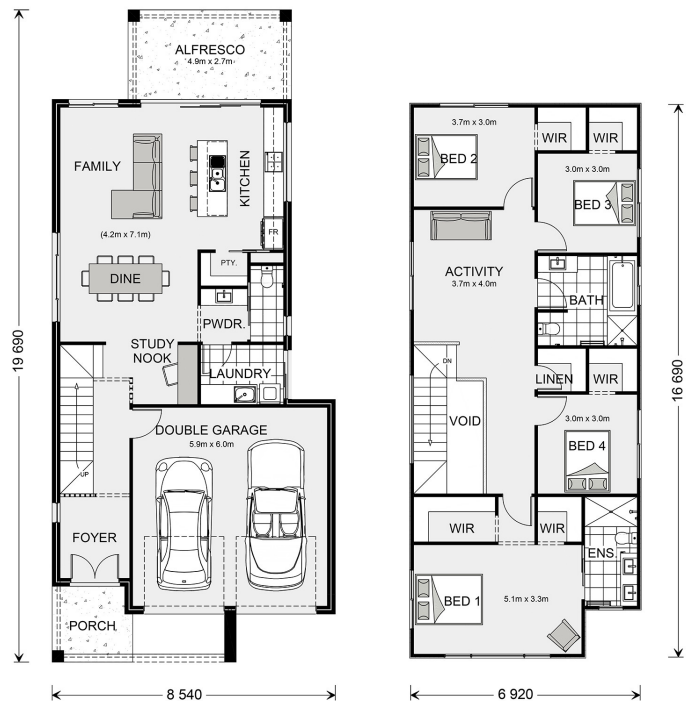 ALFRESCO
4.9m x 2.7m
FAMILY
KITCHEN
(4.2m x 7.1m)
FR
PTY.
DINE
PWDR.
STUDY
NOOK
LAUNDRY
DOUBLE GARAGE
5.9m x 6.0m
UP
FOYER
PORCH
19 690
8 540
3.7m x 3.0m
WIR
WIR
BED 2
3.0m x 3.0m
BED 3
ACTIVITY
3.7m x 4.0m
BATH
DN
LINEN
WIR
VOID
3.0m x 3.0m
BED 4
WIR
WIR
ENS.
BED 1
5.1m x 3.3m
16 690
6 920